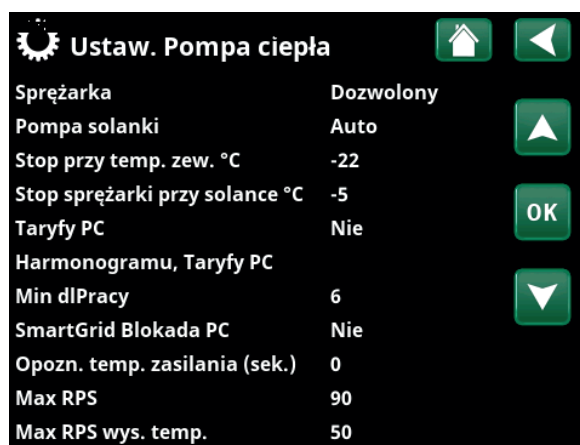 Ustaw. Pompa ciepła
Sprężarka Dozwolony
Pompa solanki Auto
Stop przy temp. zew. °C -22
Stop sprężarki przy solance °C -5
OK
Taryfy PC Nie
Harmonogramu, Taryfy PC
Min dlPracy 6
SmartGrid Blokada PC Nie
Opozn. temp. zasilania (sek.) 0
Max RPS 90
Max RPS wys. temp. 50